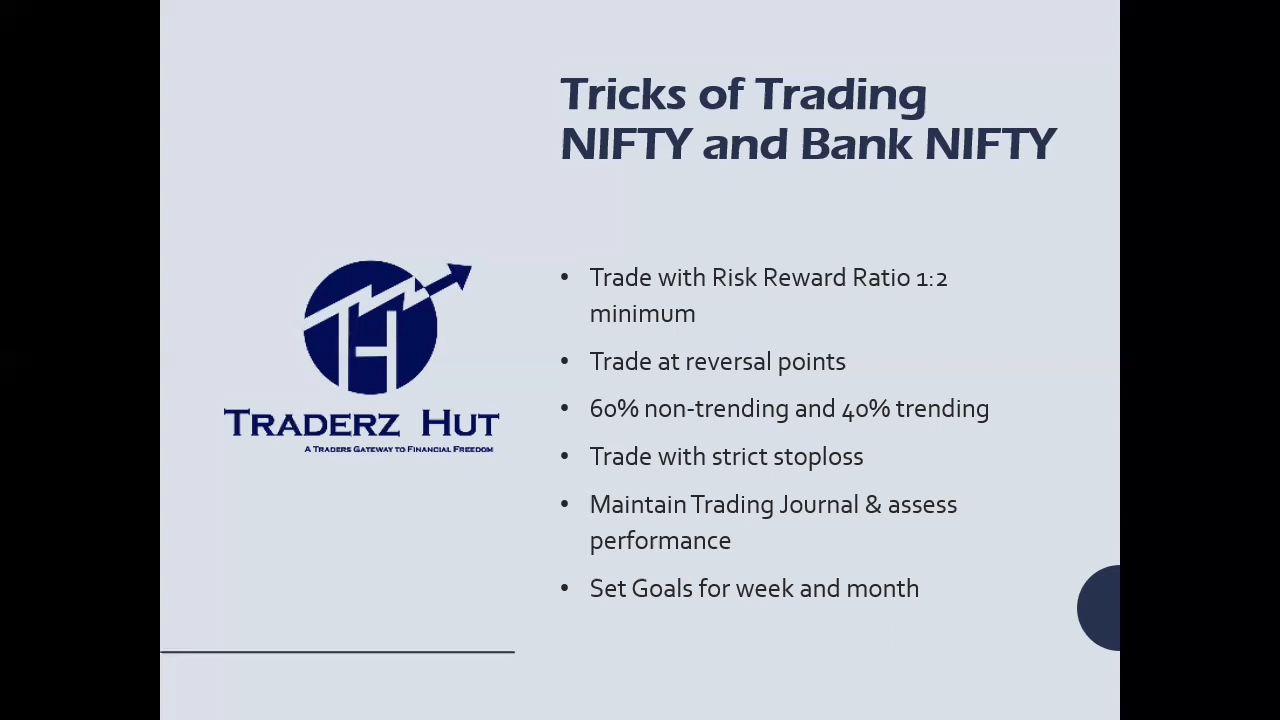 Tricks of Trading
NIFTY and Bank NIFTY
TRADERZ HUT
A TRADERS GATEWAY TO FINANCIAL FREEDOM
• Trade with Risk Reward Ratio 1:2
minimum
• Trade at reversal points
• 60% non-trending and 40% trending
• Trade with strict stoploss
• Maintain Trading Journal & assess
performance
• Set Goals for week and month